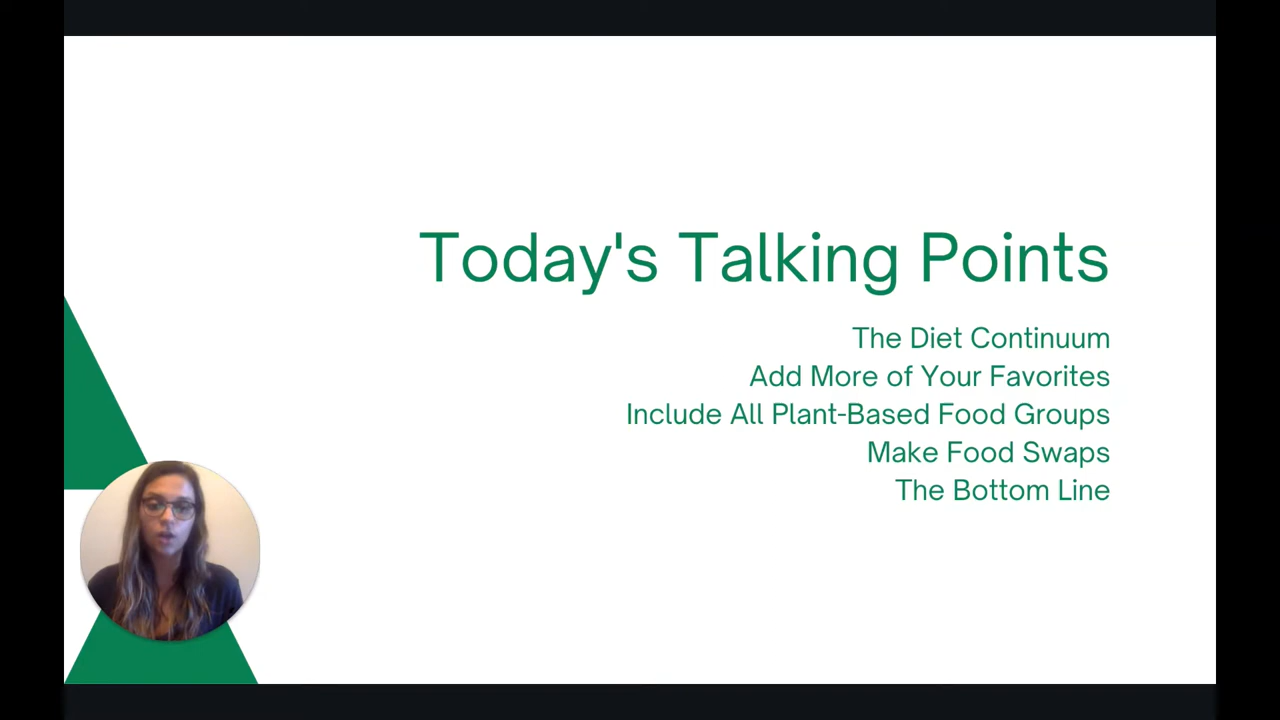 Today's Talking Points
The Diet Continuum
Add More of Your Favorites
Include All Plant-Based Food Groups
Make Food Swaps
The Bottom Line